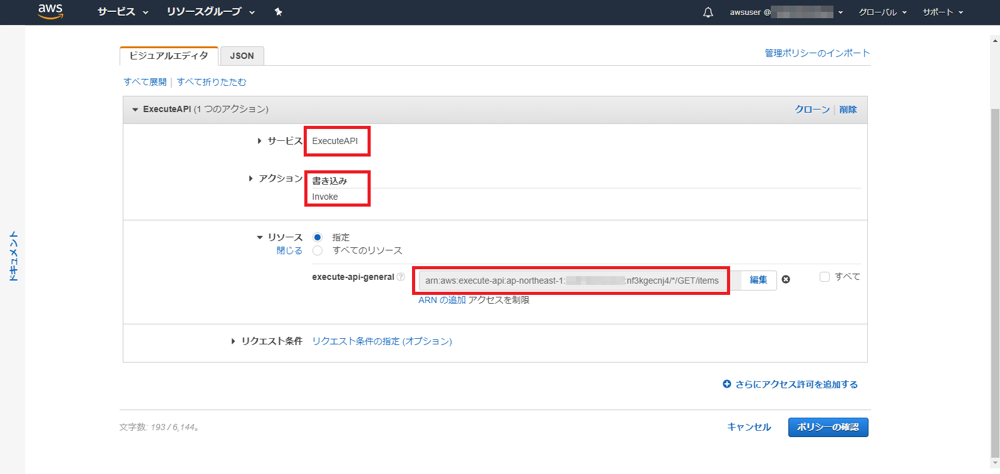 aws サービス リソースグループ awsuser @ グローバル サポート
ビジュアルエディタ JSON 管理ポリシーのインポート
すべて展開 | すべて折りたたむ
ExecuteAPI (1 つのアクション) クローン | 削除
サービス ExecuteAPI
アクション 書き込み
Invoke
ドキュメント
リソース 指定
閉じる すべてのリソース
execute-api-general ? arn:aws:execute-api:ap-northeast-1: :nf3kgecnj4/*/GET/items 編集 すべて
ARN の追加 アクセスを制限
リクエスト条件 リクエスト条件の指定 (オプション)
さらにアクセス許可を追加する
文字数: 193 / 6,144。 キャンセル ポリシーの確認